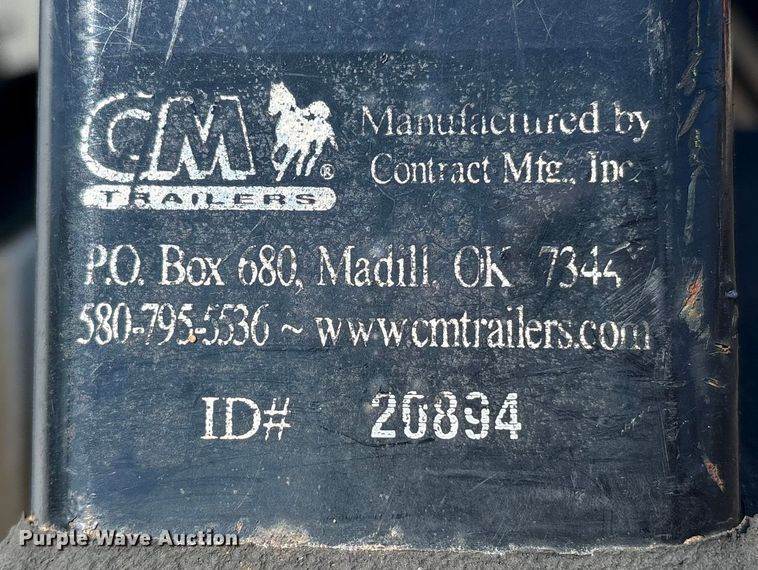 CM
TRAILERS
®
Manufactured by
Contract Mfg., Inc.
P.O. Box 680, Madill, OK
580-795-5536 ~ www.cmtrailers.com
ID# 20894
Purple Wave Auction